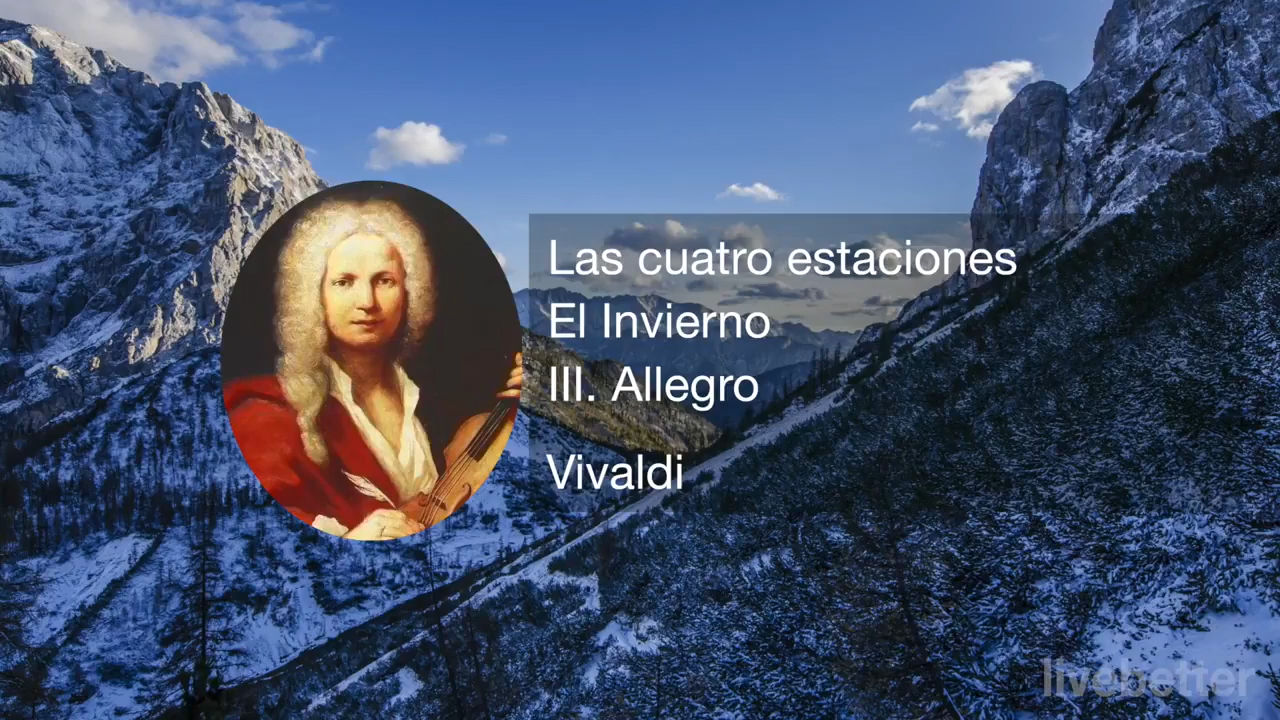 Las cuatro estaciones
El Invierno
III. Allegro
Vivaldi
livebetter